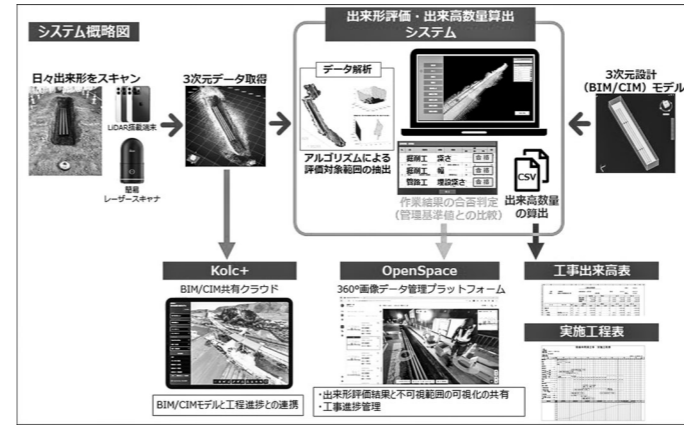 システム概略図
日々出来形をスキャン
LiDAR搭載端末
簡易
レーザースキャナ
3次元データ取得
出来形評価・出来高数量算出
システム
データ解析
アルゴリズムによる
評価対象範囲の抽出
掘削工 深さ 合格
掘削工 幅 合格
管路工 埋設深さ 合格
作業結果の合否判定
（管理基準値との比較）
CSV
出来高数量
の算出
3次元設計
（BIM/CIM）モデル
Kolc+
BIM/CIM共有クラウド
BIM/CIMモデルと工程進捗との連携
OpenSpace
360°画像データ管理プラットフォーム
・出来形評価結果と不可視範囲の可視化の共有
・工事進捗管理
工事出来高表
実施工程表